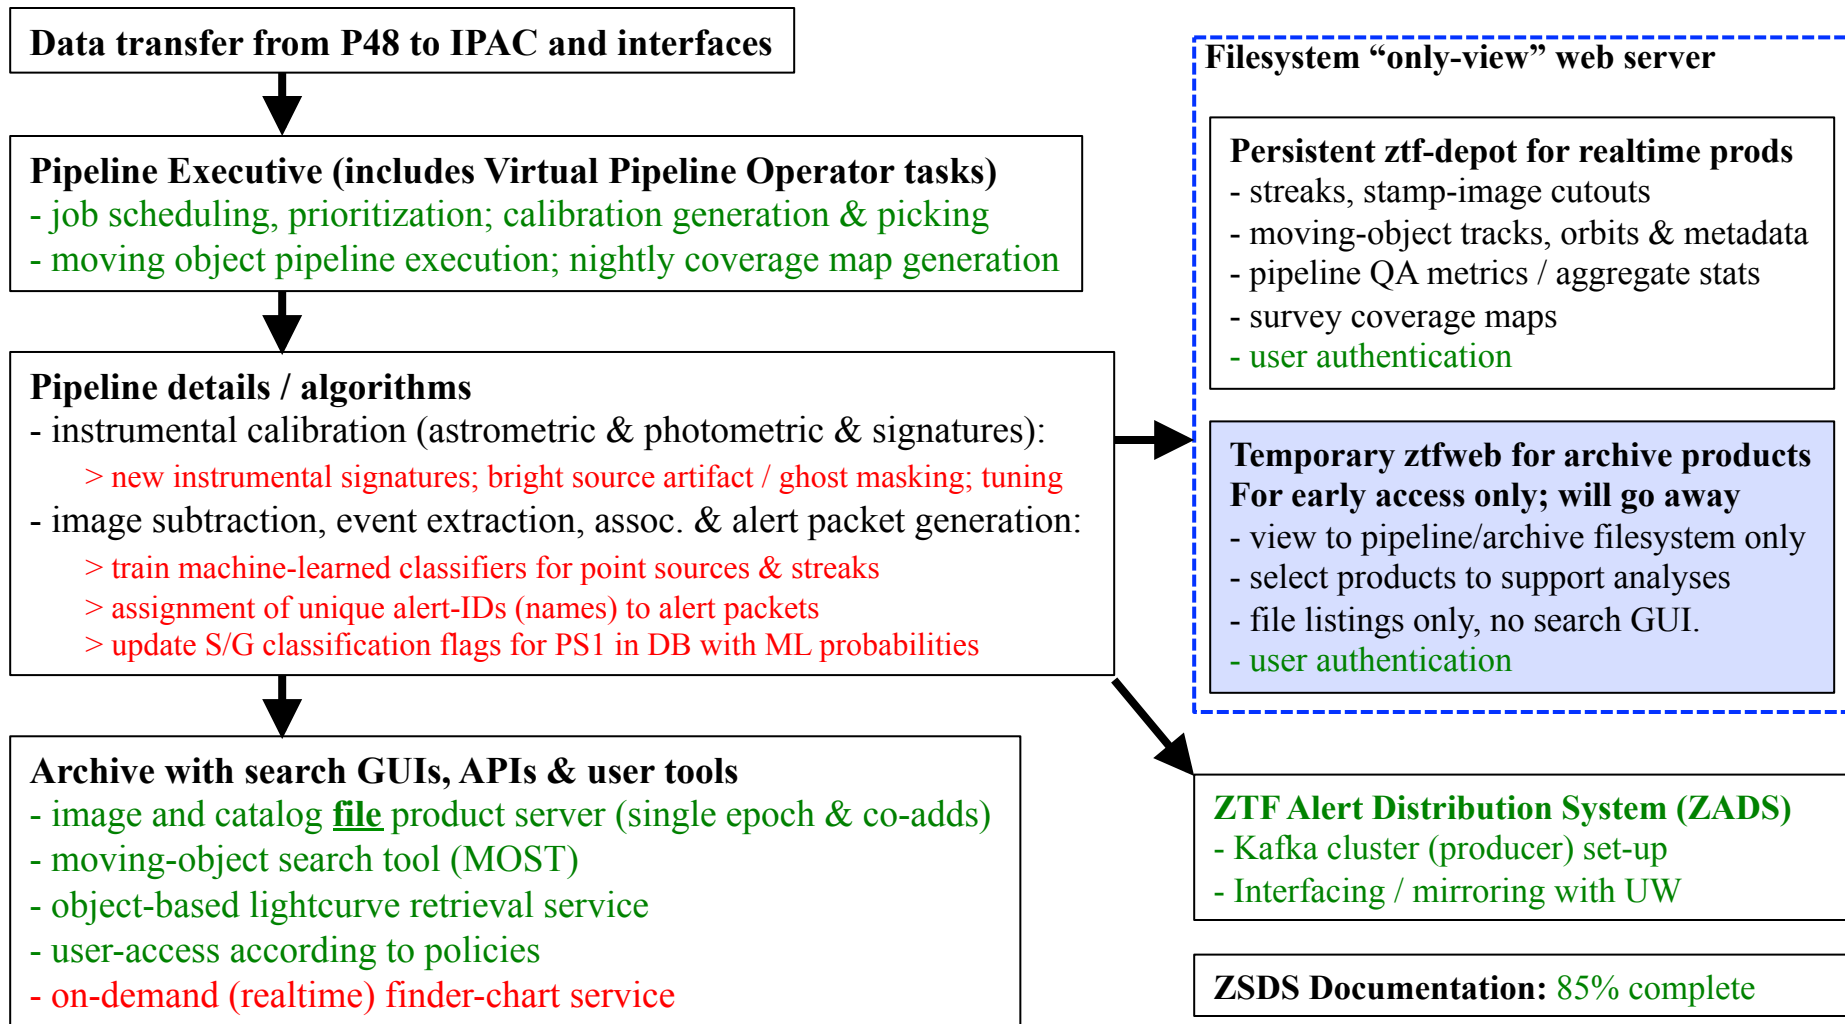 Data transfer from P48 to IPAC and interfaces
Pipeline Executive (includes Virtual Pipeline Operator tasks)
- job scheduling, prioritization; calibration generation & picking
- moving object pipeline execution; nightly coverage map generation
Pipeline details / algorithms
- instrumental calibration (astrometric & photometric & signatures):
> new instrumental signatures; bright source artifact / ghost masking; tuning
- image subtraction, event extraction, assoc. & alert packet generation:
> train machine-learned classifiers for point sources & streaks
> assignment of unique alert-IDs (names) to alert packets
> update S/G classification flags for PS1 in DB with ML probabilities
Archive with search GUIs, APIs & user tools
- image and catalog file product server (single epoch & co-adds)
- moving-object search tool (MOST)
- object-based lightcurve retrieval service
- user-access according to policies
- on-demand (realtime) finder-chart service
Filesystem “only-view” web server
Persistent ztf-depot for realtime prods
- streaks, stamp-image cutouts
- moving-object tracks, orbits & metadata
- pipeline QA metrics / aggregate stats
- survey coverage maps
- user authentication
Temporary ztfweb for archive products
For early access only; will go away
- view to pipeline/archive filesystem only
- select products to support analyses
- file listings only, no search GUI.
- user authentication
ZTF Alert Distribution System (ZADS)
- Kafka cluster (producer) set-up
- Interfacing / mirroring with UW
ZSDS Documentation: 85% complete